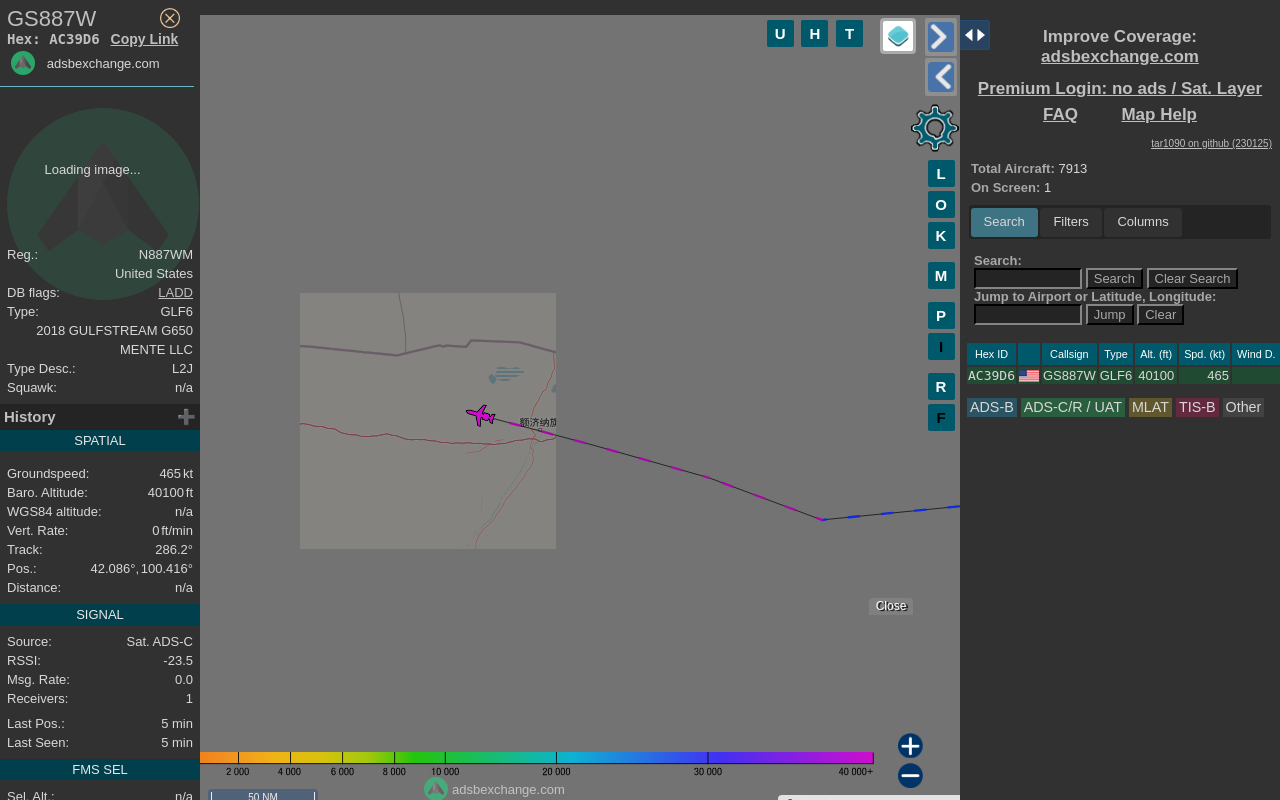 GS887W
Hex: AC39D6 Copy Link
adsbexchange.com
Loading image...
Reg.: N887WM
United States
DB flags: LADD
Type: GLF6
2018 GULFSTREAM G650
MENTE LLC
Type Desc.: L2J
Squawk: n/a
History
SPATIAL
Groundspeed: 465 kt
Baro. Altitude: 40100 ft
WGS84 altitude: n/a
Vert. Rate: 0 ft/min
Track: 286.2°
Pos.: 42.086°, 100.416°
Distance: n/a
SIGNAL
Source: Sat. ADS-C
RSSI: -23.5
Msg. Rate: 0.0
Receivers: 1
Last Pos.: 5 min
Last Seen: 5 min
FMS SEL
Sel. Alt.: n/a
U H T
L
O
K
M
P
I
R
F
额济纳旗
Close
2 000 4 000 6 000 8 000 10 000 20 000 30 000 40 000+
adsbexchange.com
50 NM
Improve Coverage:
adsbexchange.com
Premium Login: no ads / Sat. Layer
FAQ Map Help
tar1090 on github (230125)
Total Aircraft: 7913
On Screen: 1
Search Filters Columns
Search:
Search Clear Search
Jump to Airport or Latitude, Longitude:
Jump Clear
Hex ID Callsign Type Alt. (ft) Spd. (kt) Wind D.
AC39D6 GS887W GLF6 40100 465
ADS-B ADS-C/R / UAT MLAT TIS-B Other